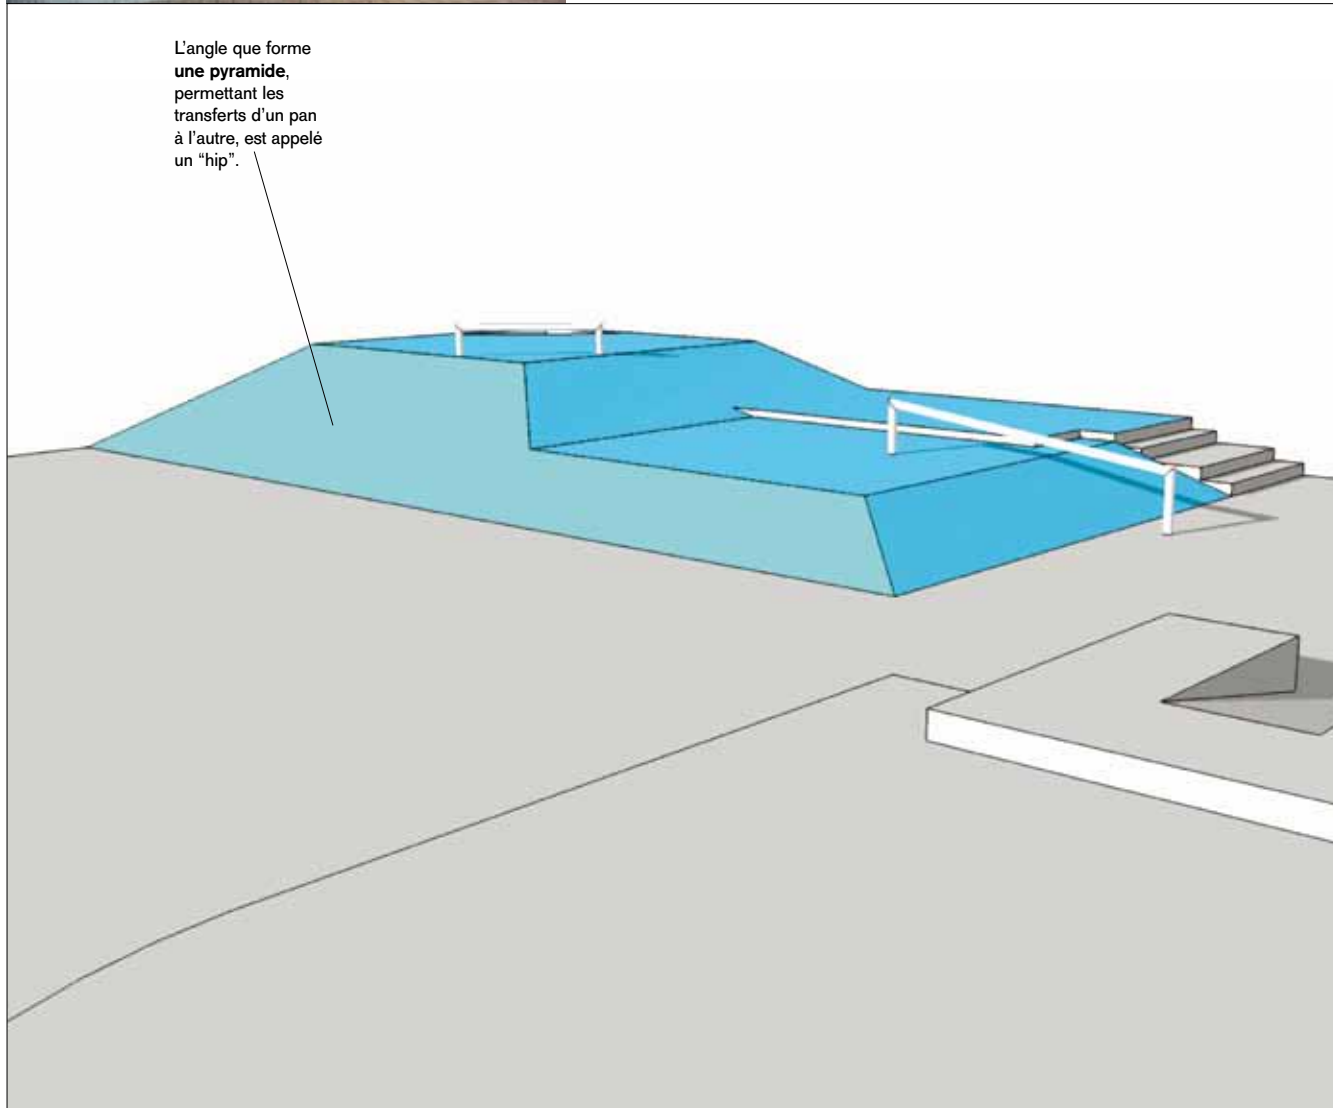 L’angle que forme
une pyramide,
permettant les
transferts d’un pan
à l’autre, est appelé
un “hip”.